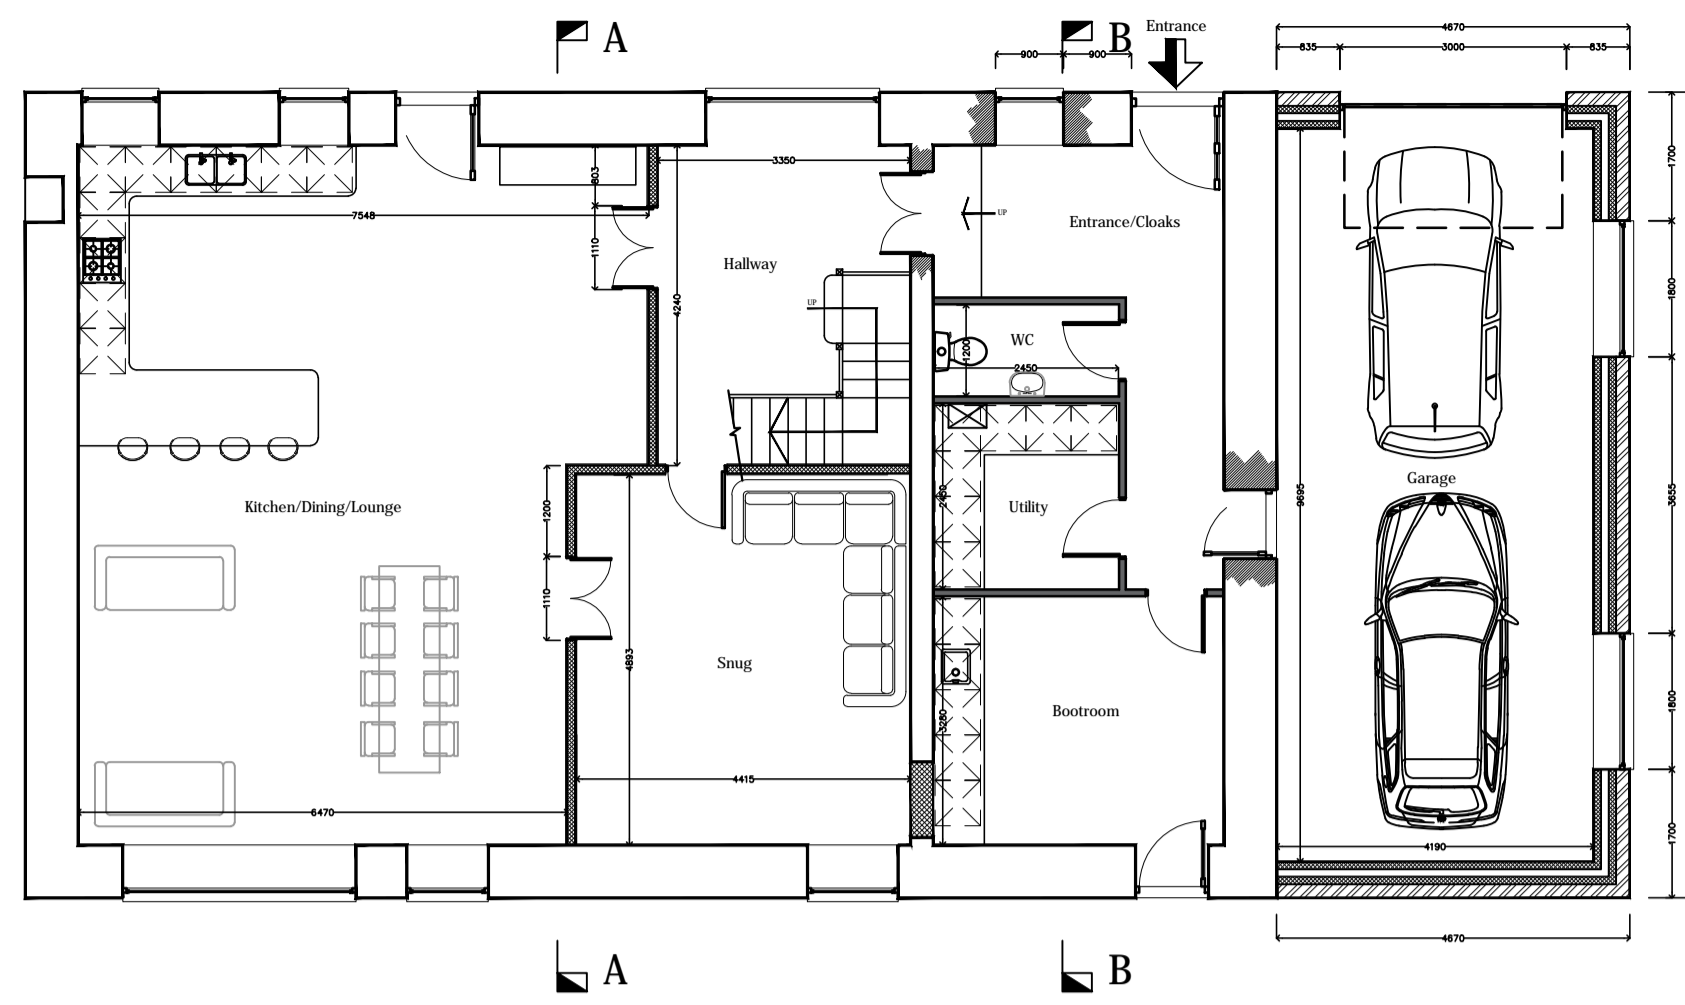 A
B
Entrance
4670
835
3000
835
900
900
803
3350
7548
1110
UP
Entrance/Cloaks
Hallway
1700
1800
4240
UP
WC
1200
2450
Kitchen/Dining/Lounge
1200
2450
Utility
Garage
9695
3655
1110
4893
Snug
Bootroom
3280
1800
4415
6470
4190
1700
4670
A
B